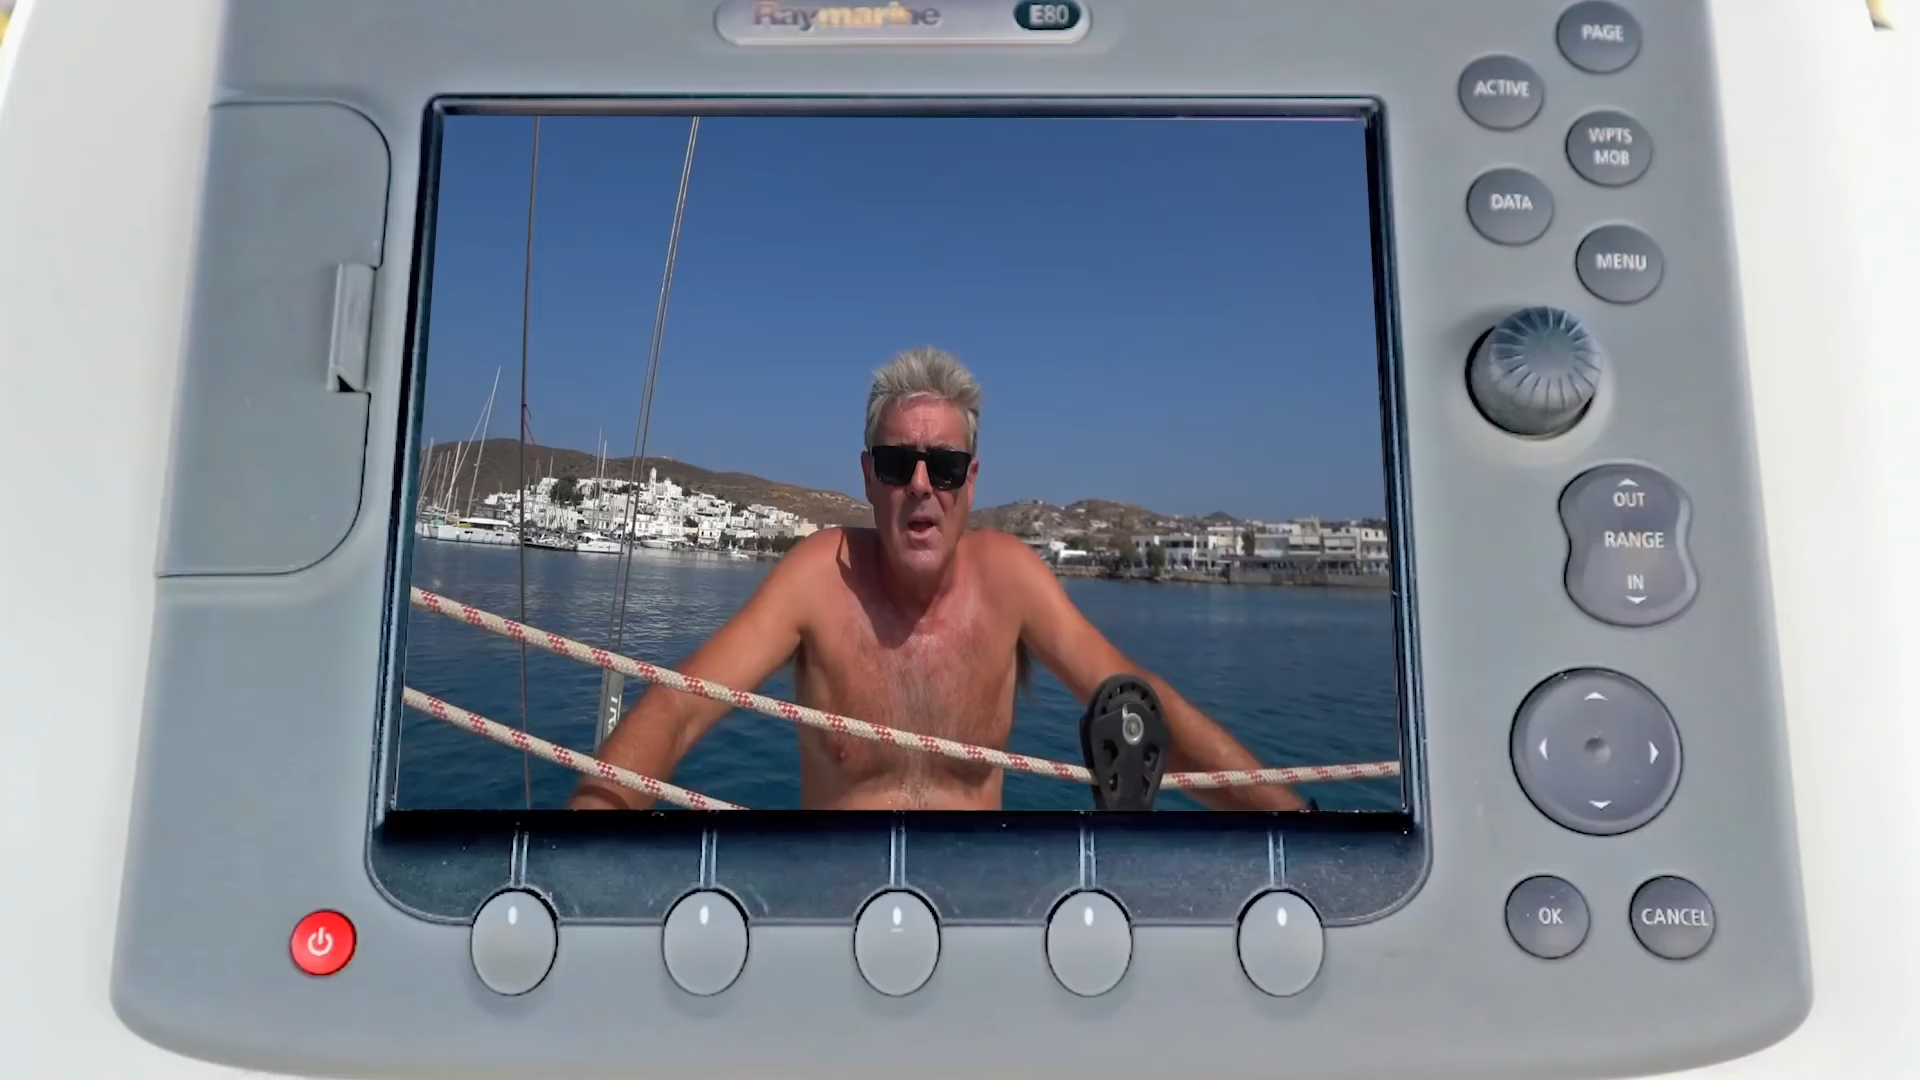 Raymarine E80
PAGE
ACTIVE
WPTS
MOB
DATA
MENU
OUT
RANGE
IN
OK
CANCEL